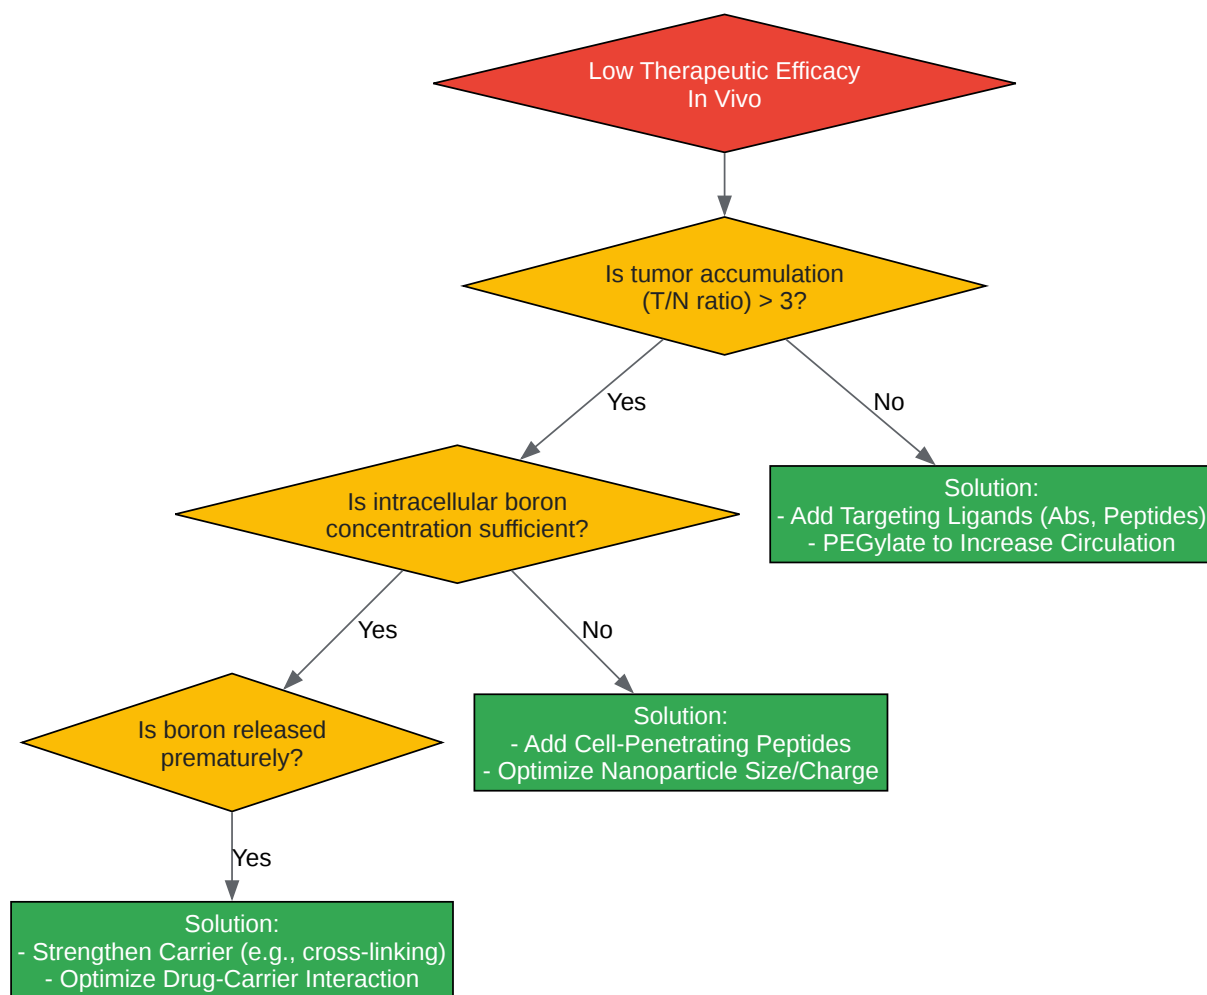 Low Therapeutic Efficacy
In Vivo
Is tumor accumulation
(T/N ratio) > 3?
Yes
No
Is intracellular boron
concentration sufficient?
Solution:
- Add Targeting Ligands (Abs, Peptides)
- PEGylate to Increase Circulation
Yes
No
Is boron released
prematurely?
Solution:
- Add Cell-Penetrating Peptides
- Optimize Nanoparticle Size/Charge
Yes
Solution:
- Strengthen Carrier (e.g., cross-linking)
- Optimize Drug-Carrier Interaction